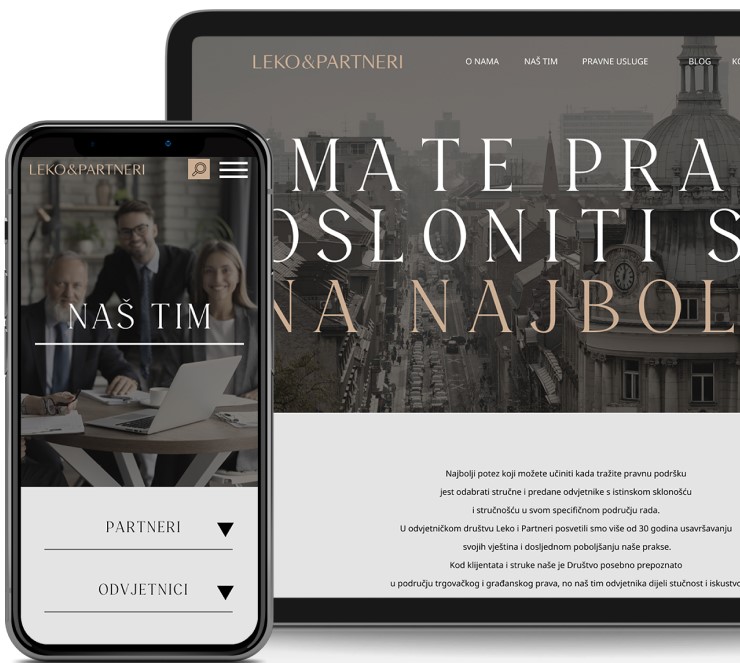 LEKO&PARTNERI
O NAMA NAŠ TIM PRAVNE USLUGE BLOG
MATE PRA
OSLONITI S
NA NAJBOL
Najbolji potez koji možete učiniti kada tražite pravnu podršku
jest odabrati stručne i predane odvjetnike s istinskom sklonošću
i stručnošću u svom specifičnom području rada.
U odvjetničkom društvu Leko i Partneri posvetili smo više od 30 godina usavršavanju
svojih vještina i dosljednom poboljšanju naše prakse.
Kod klijentata i struke naše je Društvo posebno prepoznato
u području trgovačkog i građanskog prava, no naš tim odvjetnika dijeli stučnost i iskustvo
LEKO&PARTNERI
NAŠ TIM
PARTNERI
ODVJETNICI